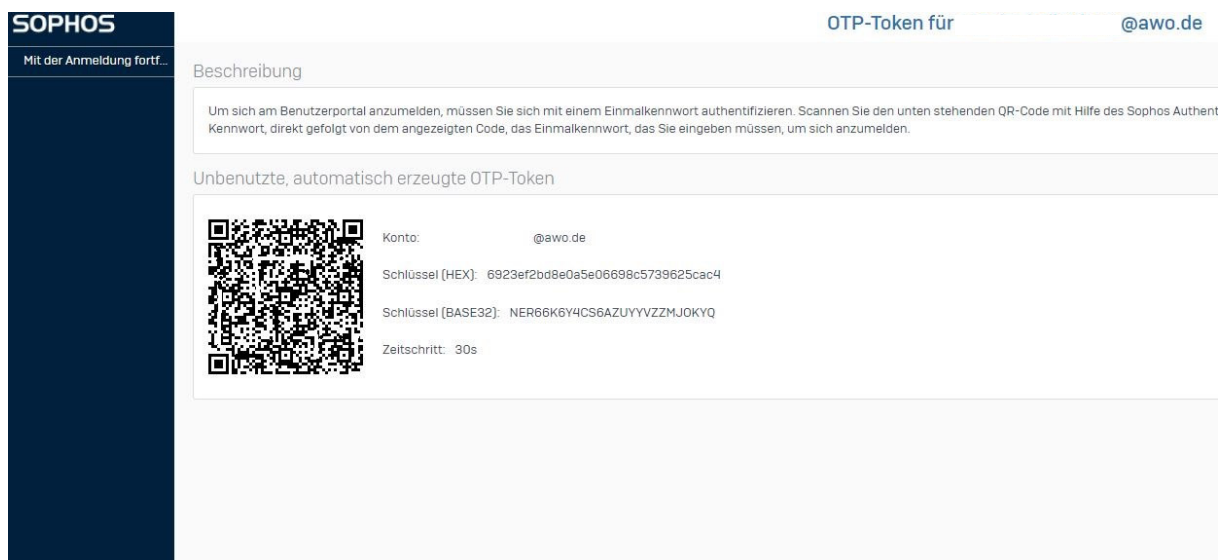 SOPHOS
OTP-Token für @awo.de
Mit der Anmeldung fortf...
Beschreibung
Um sich am Benutzerportal anzumelden, müssen Sie sich mit einem Einmalkennwort authentifizieren. Scannen Sie den unten stehenden QR-Code mit Hilfe des Sophos Authent
Kennwort, direkt gefolgt von dem angezeigten Code, das Einmalkennwort, das Sie eingeben müssen, um sich anzumelden.
Unbenutzte, automatisch erzeugte OTP-Token
Konto: @awo.de
Schlüssel (HEX): 6923ef2bd8e0a5e06698c5739625cac4
Schlüssel (BASE32): NER66K6Y4CS6AZUYYVZZMJOKYQ
Zeitschritt: 30s